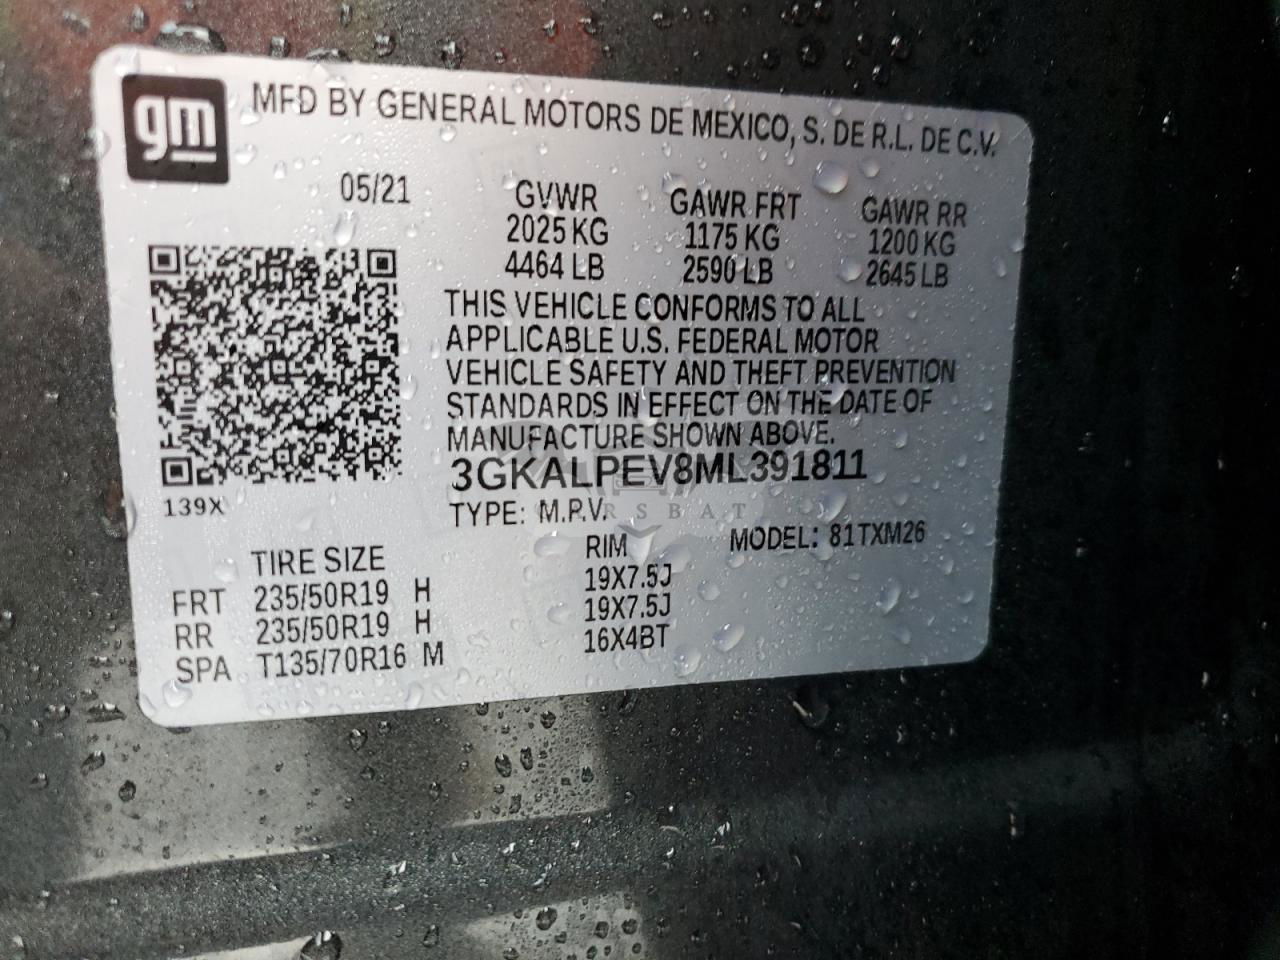 gm MFD BY GENERAL MOTORS DE MEXICO, S. DE R.L. DE C.V.
05/21 GVWR GAWR FRT GAWR RR
2025 KG 1175 KG 1200 KG
4464 LB 2590 LB 2645 LB
THIS VEHICLE CONFORMS TO ALL
APPLICABLE U.S. FEDERAL MOTOR
VEHICLE SAFETY AND THEFT PREVENTION
STANDARDS IN EFFECT ON THE DATE OF
MANUFACTURE SHOWN ABOVE.
3GKALPEV8ML391811
139X
TYPE: M.P.V. MODEL: 81TXM26
TIRE SIZE RIM
FRT 235/50R19 H 19X7.5J
RR 235/50R19 H 19X7.5J
SPA T135/70R16 M 16X4BT